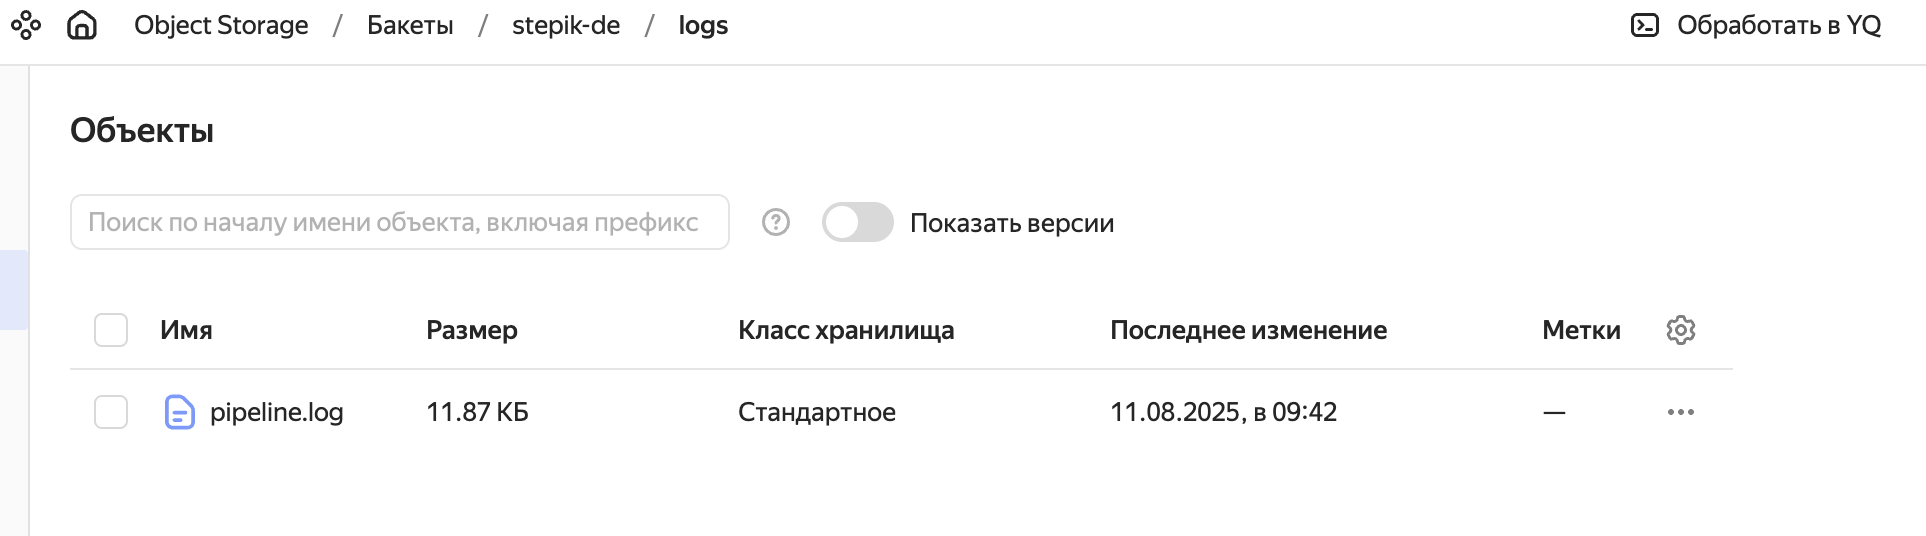 Object Storage / Бакеты / stepik-de / logs
Обработать в YQ
Объекты
Поиск по началу имени объекта, включая префикс
? Показать версии
Имя Размер Класс хранилища Последнее изменение Метки
pipeline.log 11.87 КБ Стандартное 11.08.2025, в 09:42 —